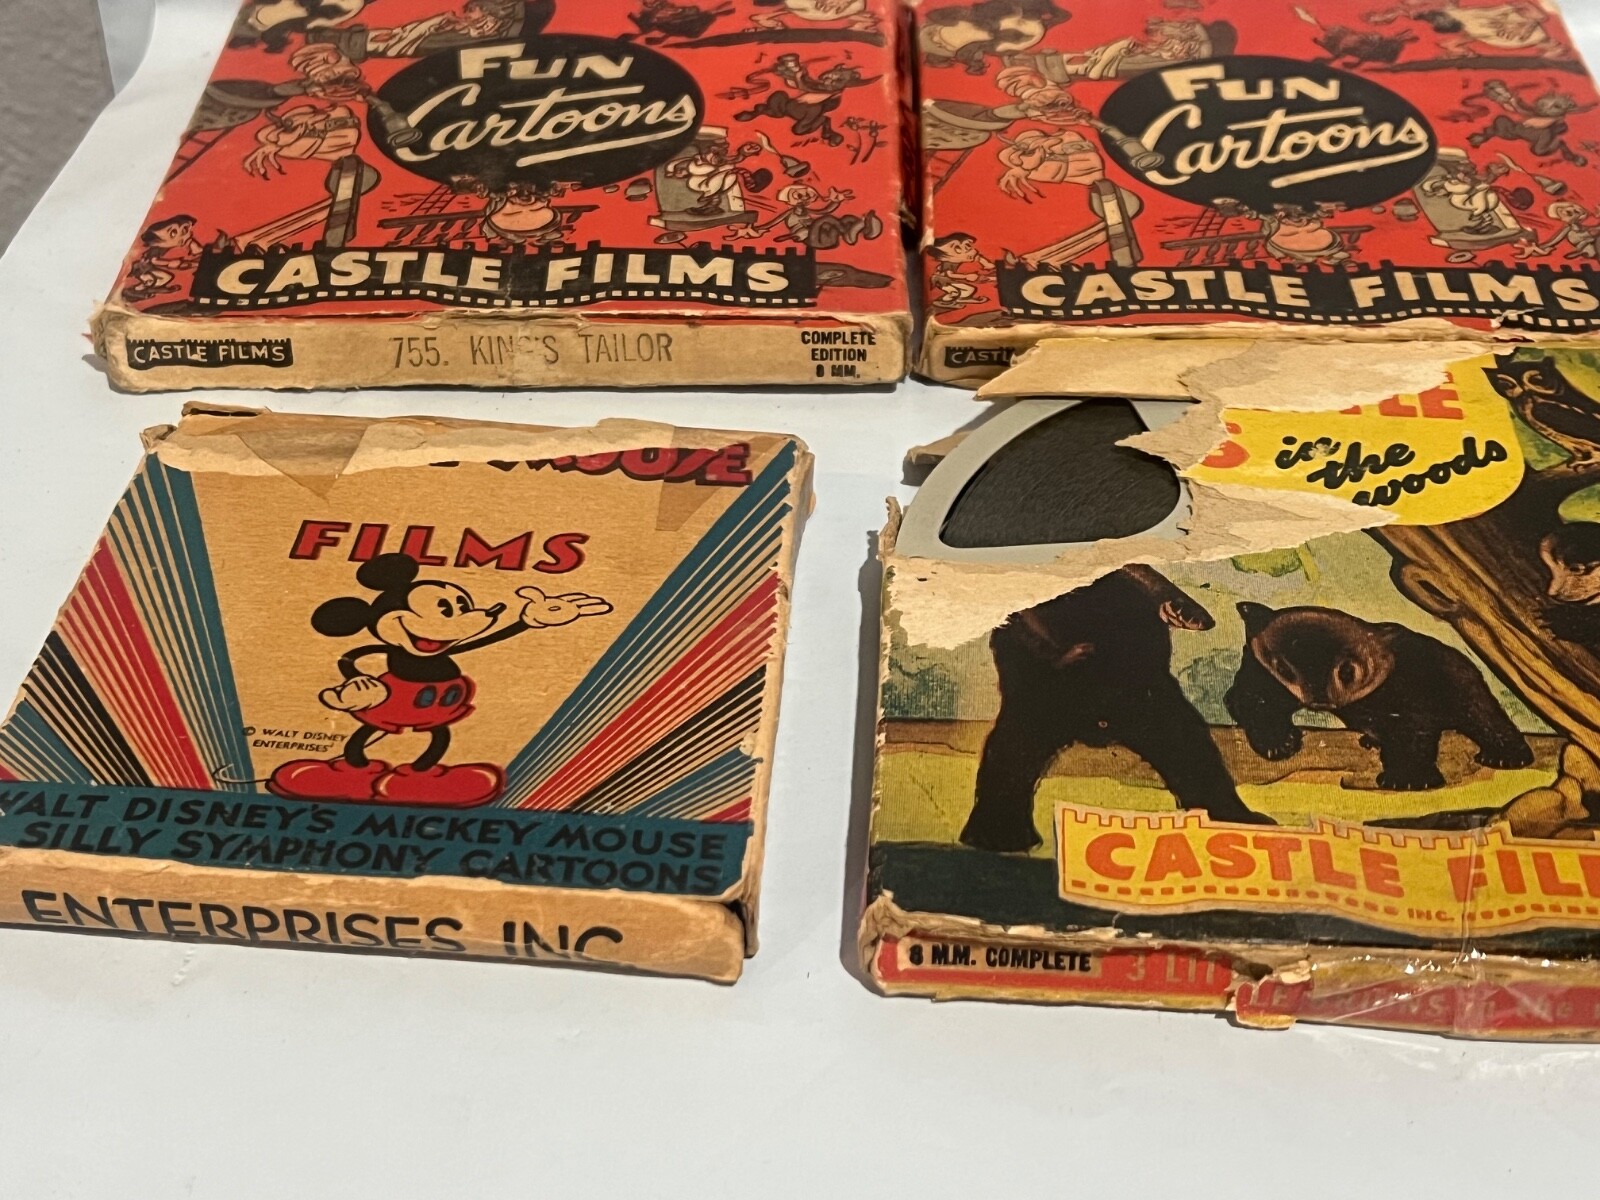 FUN
Cartoons
CASTLE FILMS
CASTLE FILMS
755. KING'S TAILOR
COMPLETE
EDITION
8 MM.
FUN
Cartoons
CASTLE FILMS
FILMS
© WALT DISNEY
ENTERPRISES
WALT DISNEY'S MICKEY MOUSE
SILLY SYMPHONY CARTOONS
ENTERPRISES INC
in
the
woods
CASTLE FIL
INC.
8 M.M. COMPLETE
3 LIT